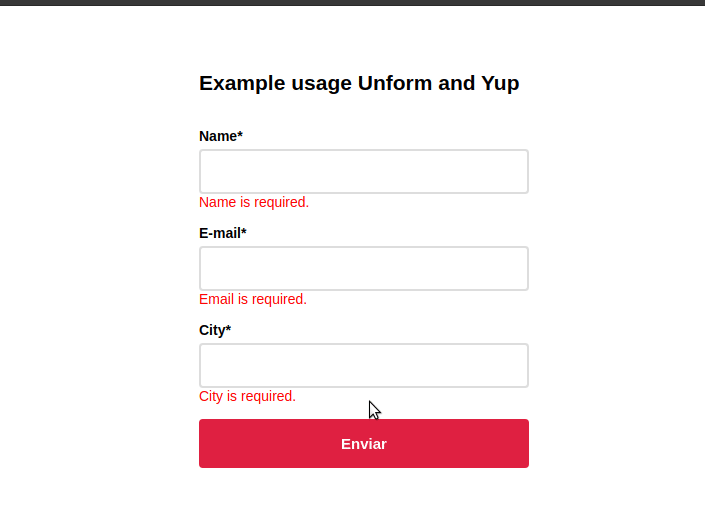 Example usage Unform and Yup
Name*
Name is required.
E-mail*
Email is required.
City*
City is required.
Enviar